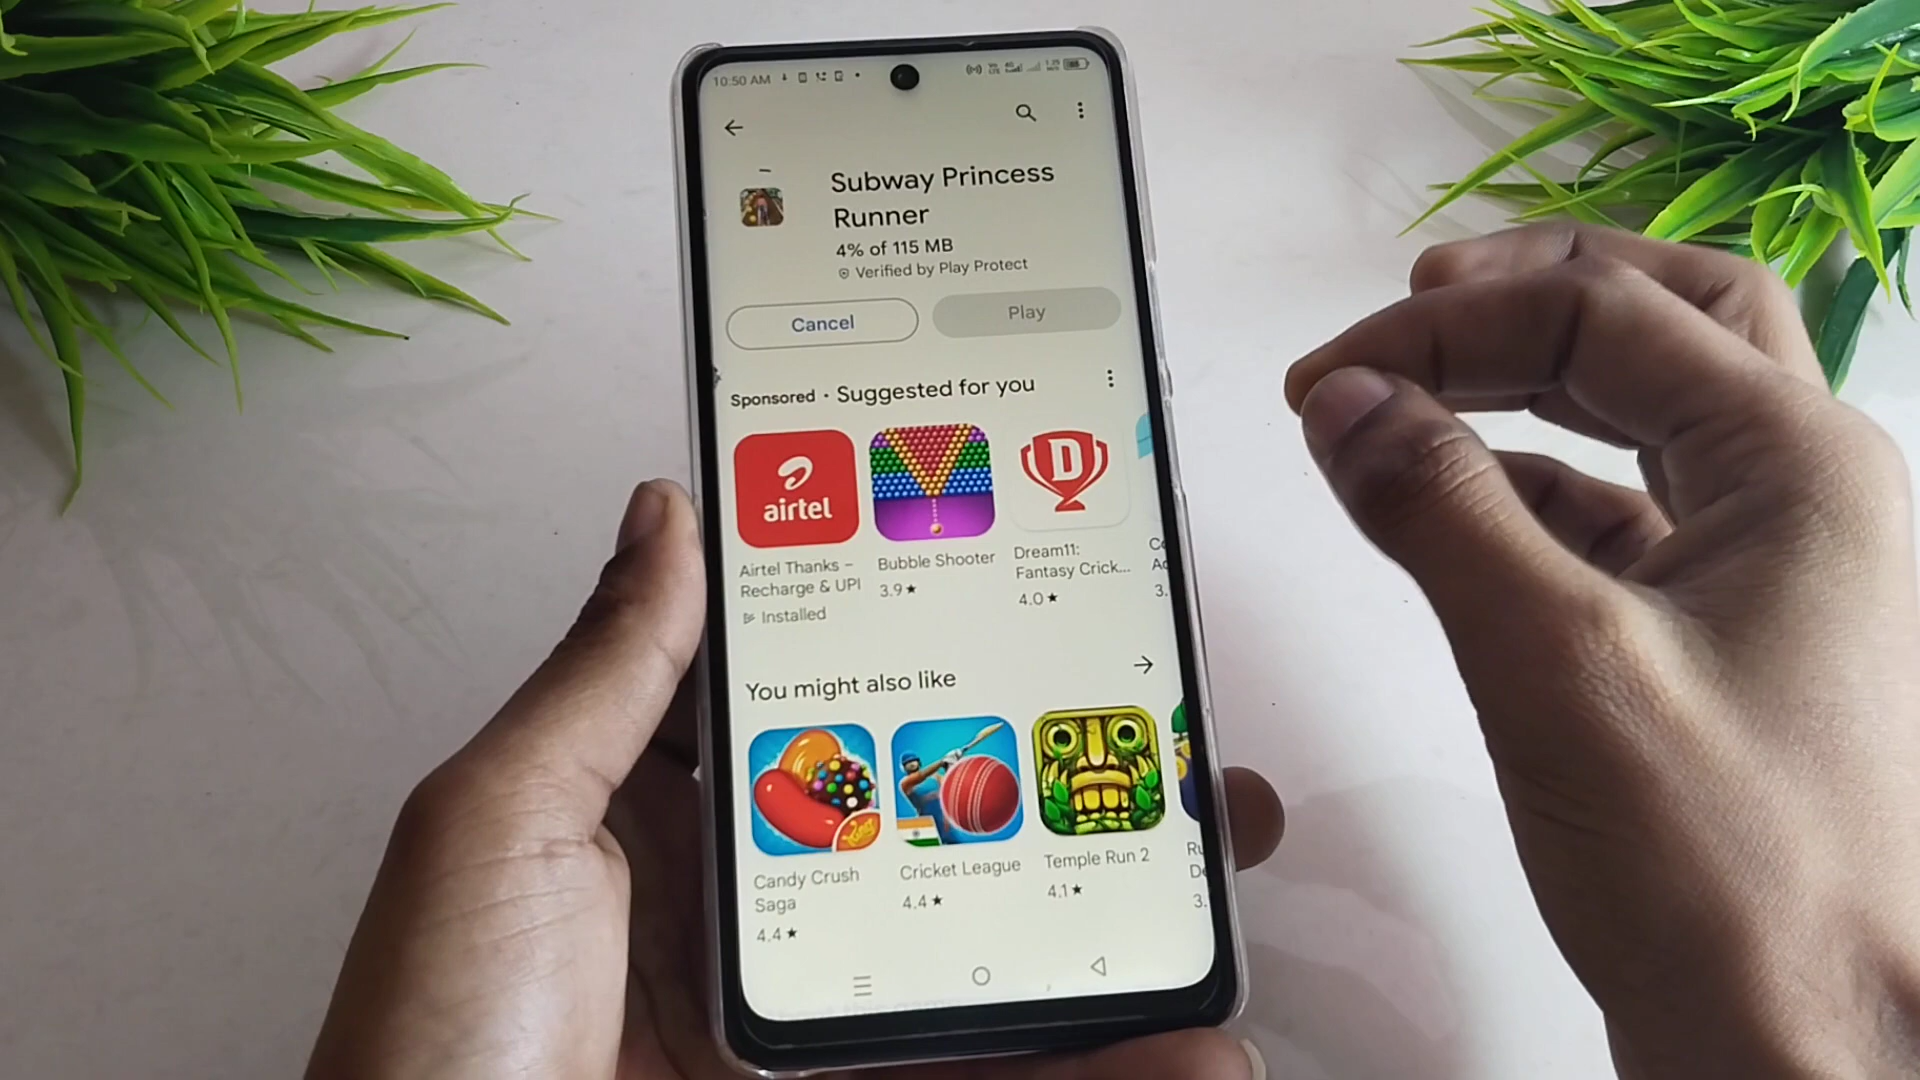 10:50 AM
Subway Princess
Runner
4% of 115 MB
Verified by Play Protect
Cancel
Play
Sponsored · Suggested for you
airtel
D
Airtel Thanks –
Recharge & UPI
Installed
Bubble Shooter
3.9★
Dream11:
Fantasy Crick...
4.0★
You might also like
Candy Crush
Saga
4.4★
Cricket League
4.4★
Temple Run 2
4.1★